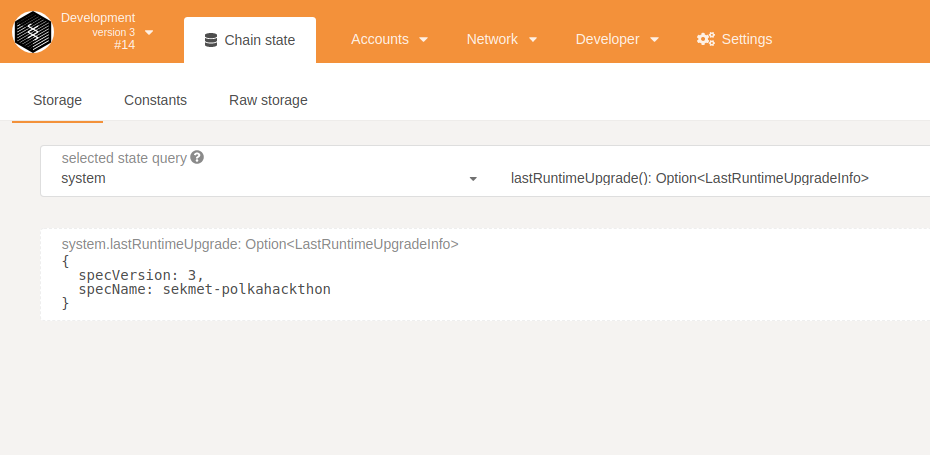 Development
version 3
#14
Chain state
Accounts
Network
Developer
Settings
Storage
Constants
Raw storage
selected state query
system
lastRuntimeUpgrade(): Option<LastRuntimeUpgradeInfo>
system.lastRuntimeUpgrade: Option<LastRuntimeUpgradeInfo>
{
  specVersion: 3,
  specName: sekmet-polkahackthon
}